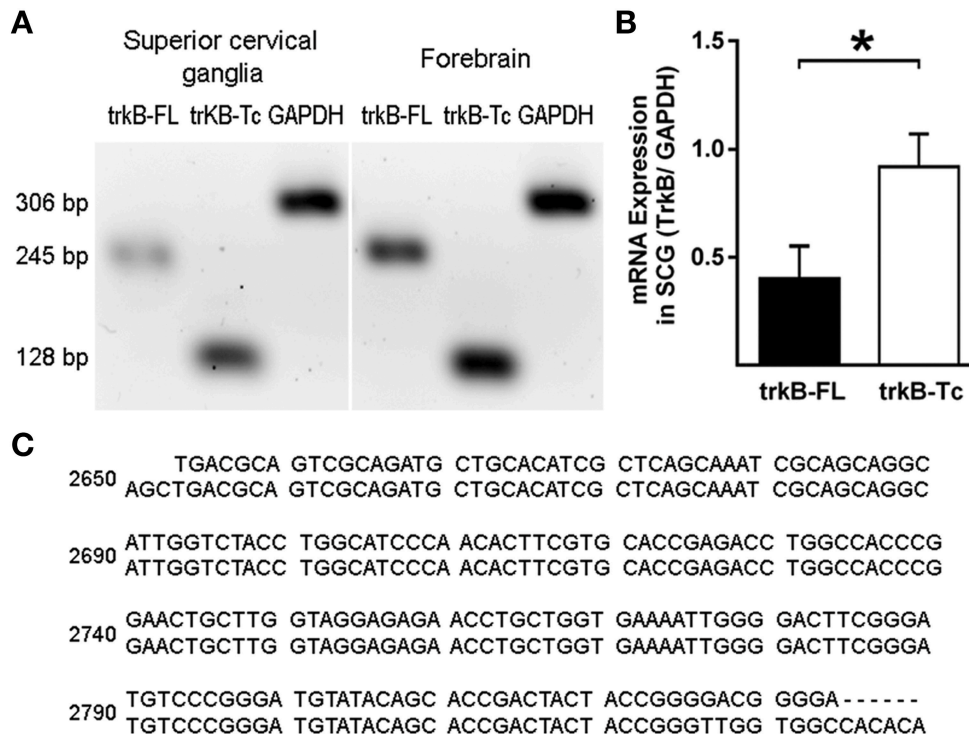 A
Superior cervical ganglia
Forebrain
trkB-FL trKB-Tc GAPDH trkB-FL trkB-Tc GAPDH
306 bp
245 bp
128 bp
B
mRNA Expression
in SCG (TrkB/ GAPDH)
1.5
*
1.0
0.5
trkB-FL trkB-Tc
C
TGACGCA GTCGCAGATG CTGCACATCG CTCAGCAAAT CGCAGCAGGC
2650
AGCTGACGCA GTCGCAGATG CTGCACATCG CTCAGCAAAT CGCAGCAGGC
ATTGGTCTACC TGGCATCCCA ACACTTCGTG CACCGAGACC TGGCCACCCG
2690
ATTGGTCTACC TGGCATCCCA ACACTTCGTG CACCGAGACC TGGCCACCCG
GAACTGCTTG GTAGGAGAGA ACCTGCTGGT GAAAATTGGG GACTTCGGGA
2740
GAACTGCTTG GTAGGAGAGA ACCTGCTGGT GAAAATTGGG GACTTCGGGA
TGTCCCGGGA TGTATACAGC ACCGACTACT ACCGGGGACG GGGA------
2790
TGTCCCGGGA TGTATACAGC ACCGACTACT ACCGGGTTGG TGGCCACACA